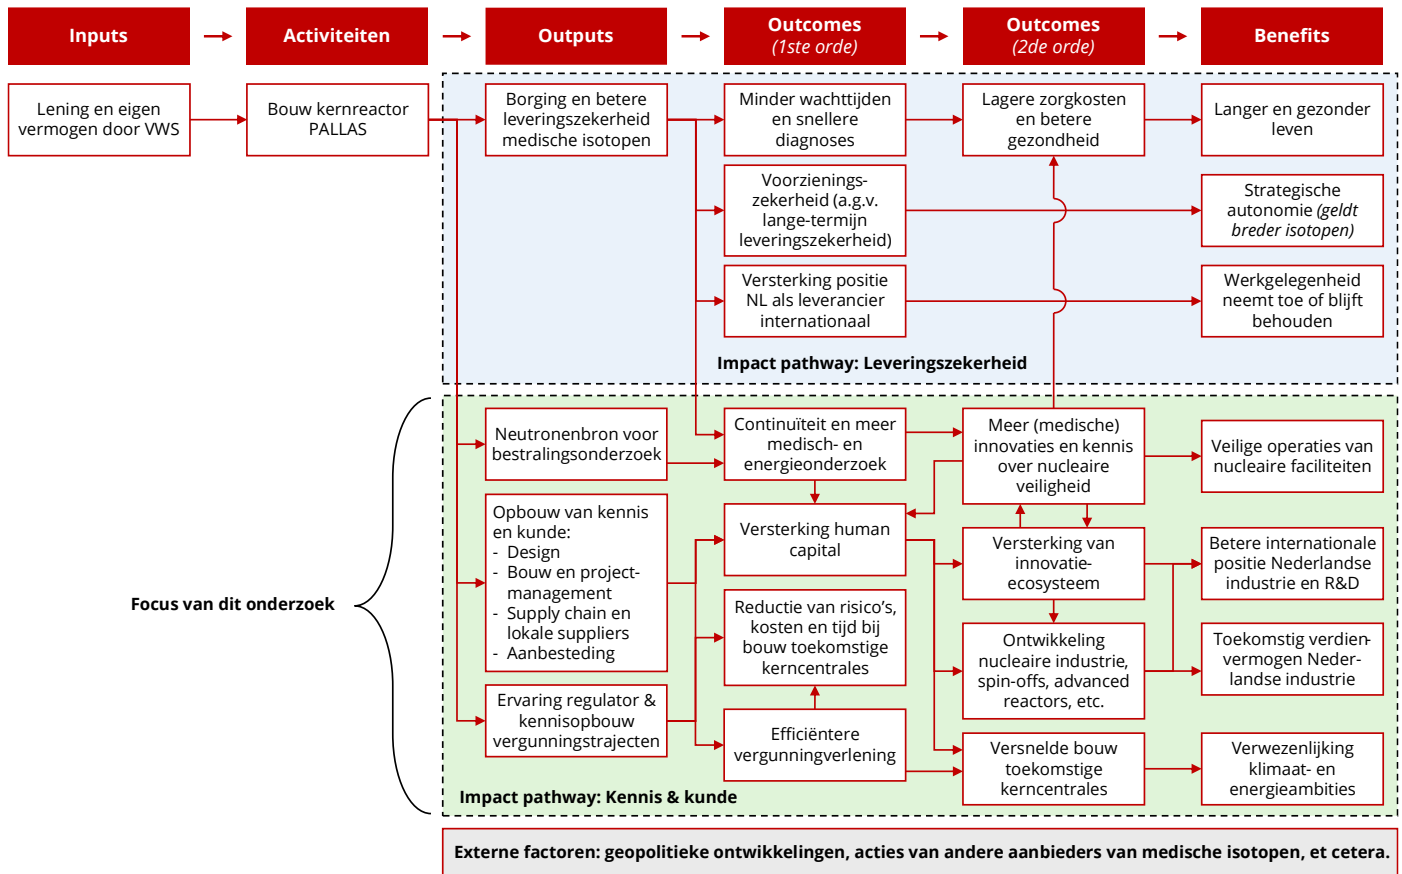 Inputs
Activiteiten
Outputs
Outcomes
(1ste orde)
Outcomes
(2de orde)
Benefits
Lening en eigen
vermogen door VWS
Bouw kernreactor
PALLAS
Borging en betere
leveringszekerheid
medische isotopen
Minder wachttijden
en snellere
diagnoses
Lagere zorgkosten
en betere
gezondheid
Langer en gezonder
leven
Voorzienings-
zekerheid (a.g.v.
lange-termijn
leveringszekerheid)
Strategische
autonomie (geldt
breder isotopen)
Versterking positie
NL als leverancier
internationaal
Werkgelegenheid
neemt toe of blijft
behouden
Impact pathway: Leveringszekerheid
Focus van dit onderzoek
Neutronenbron voor
bestralingsonderzoek
Continuïteit en meer
medisch- en
energieonderzoek
Meer (medische)
innovaties en kennis
over nucleaire
veiligheid
Veilige operaties van
nucleaire faciliteiten
Opbouw van kennis
en kunde:
- Design
- Bouw en project-
management
- Supply chain en
lokale suppliers
- Aanbesteding
Versterking human
capital
Versterking van
innovatie-
ecosysteem
Betere internationale
positie Nederlandse
industrie en R&D
Reductie van risico's,
kosten en tijd bij
bouw toekomstige
kerncentrales
Ontwikkeling
nucleaire industrie,
spin-offs, advanced
reactors, etc.
Toekomstig verdien-
vermogen Neder-
landse industrie
Ervaring regulator &
kennisopbouw
vergunningstrajecten
Efficiëntere
vergunningverlening
Versnelde bouw
toekomstige
kerncentrales
Verwezenlijking
klimaat- en
energieambities
Impact pathway: Kennis & kunde
Externe factoren: geopolitieke ontwikkelingen, acties van andere aanbieders van medische isotopen, et cetera.